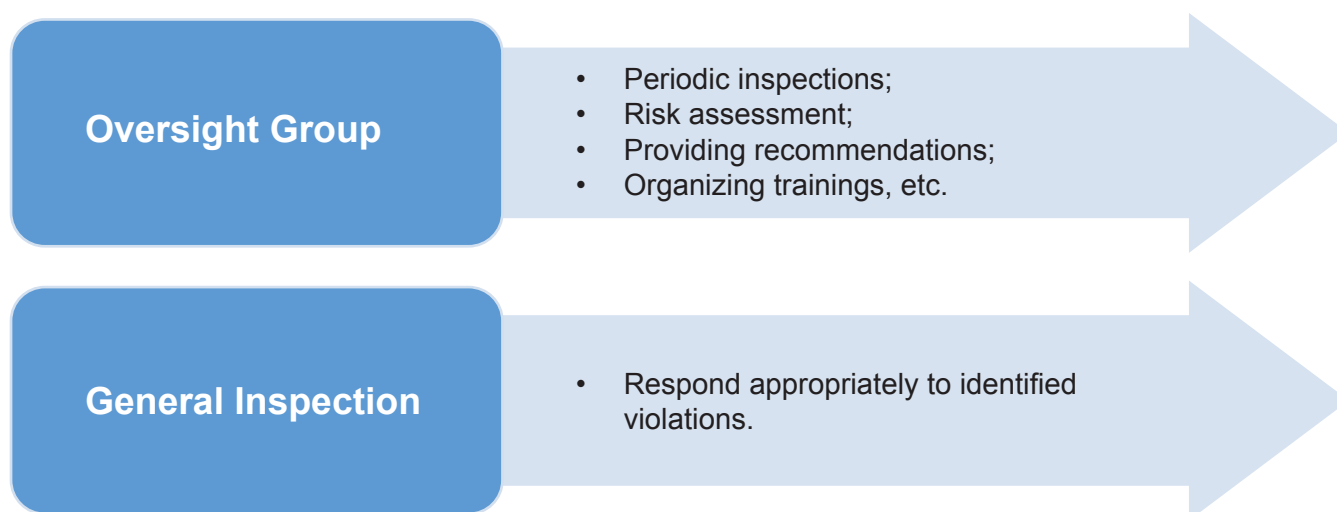 Oversight Group
• Periodic inspections;
• Risk assessment;
• Providing recommendations;
• Organizing trainings, etc.
General Inspection
• Respond appropriately to identified
violations.